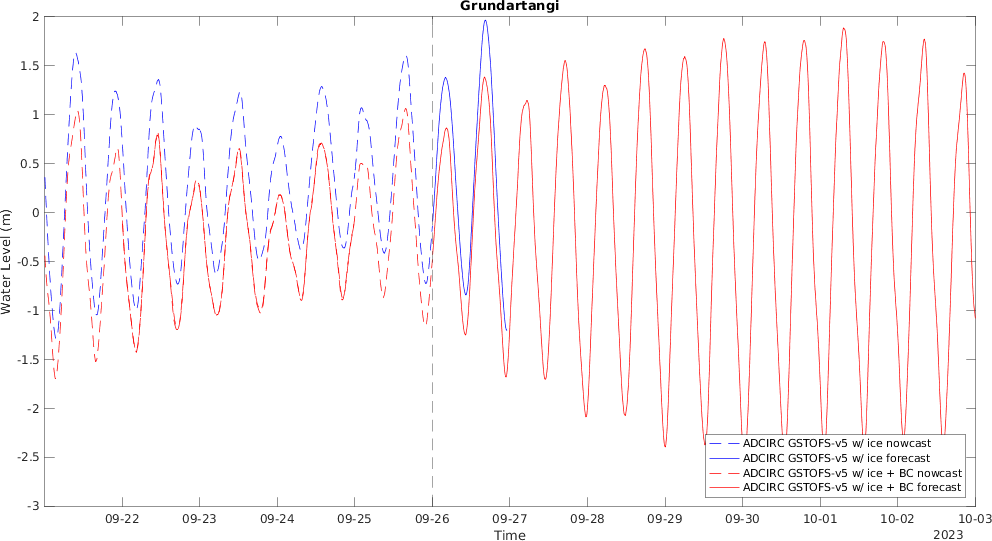 Grundartangi
2
1.5
1
0.5
0
-0.5
-1
-1.5
-2
-2.5
-3
Water Level (m)
ADCIRC GSTOFS-v5 w/ ice nowcast
ADCIRC GSTOFS-v5 w/ ice forecast
ADCIRC GSTOFS-v5 w/ ice + BC nowcast
ADCIRC GSTOFS-v5 w/ ice + BC forecast
09-22 09-23 09-24 09-25 09-26 09-27 09-28 09-29 09-30 10-01 10-02 10-03
Time
2023